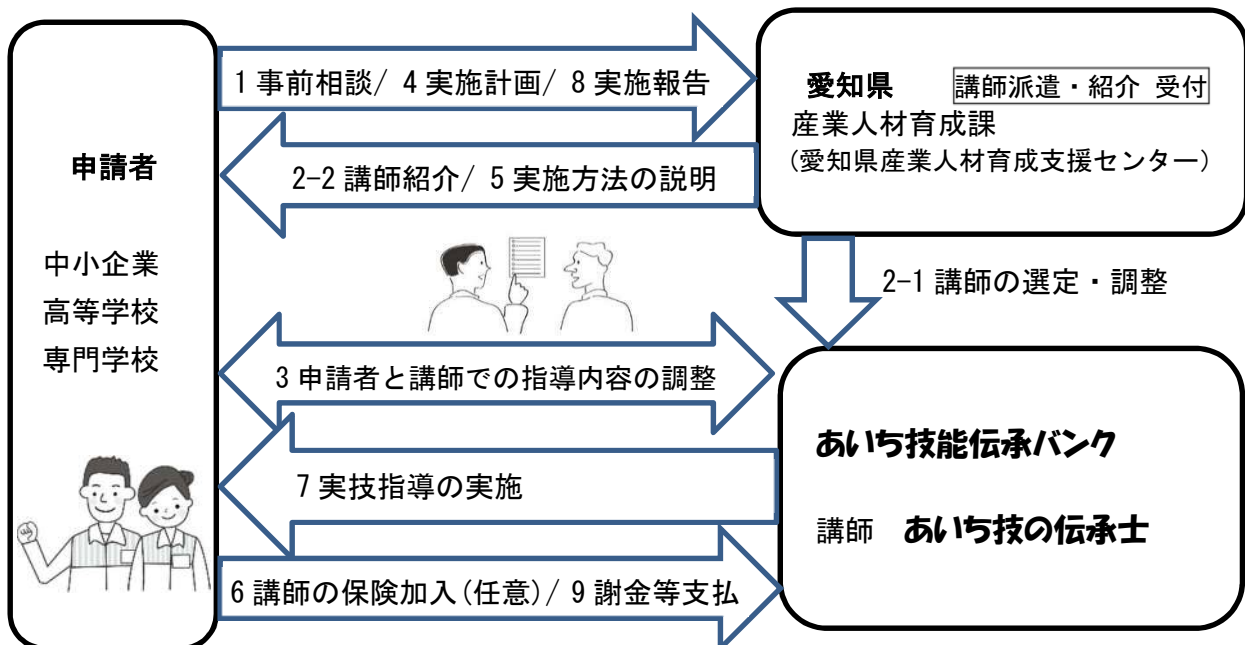 1 事前相談/ 4 実施計画/ 8 実施報告
愛知県 講師派遣・紹介 受付
産業人材育成課
(愛知県産業人材育成支援センター)
申請者
2-2 講師紹介/ 5 実施方法の説明
中小企業
高等学校
専門学校
2-1 講師の選定・調整
3 申請者と講師での指導内容の調整
あいち技能伝承バンク
7 実技指導の実施
講師 あいち技の伝承士
6 講師の保険加入(任意)/ 9 謝金等支払